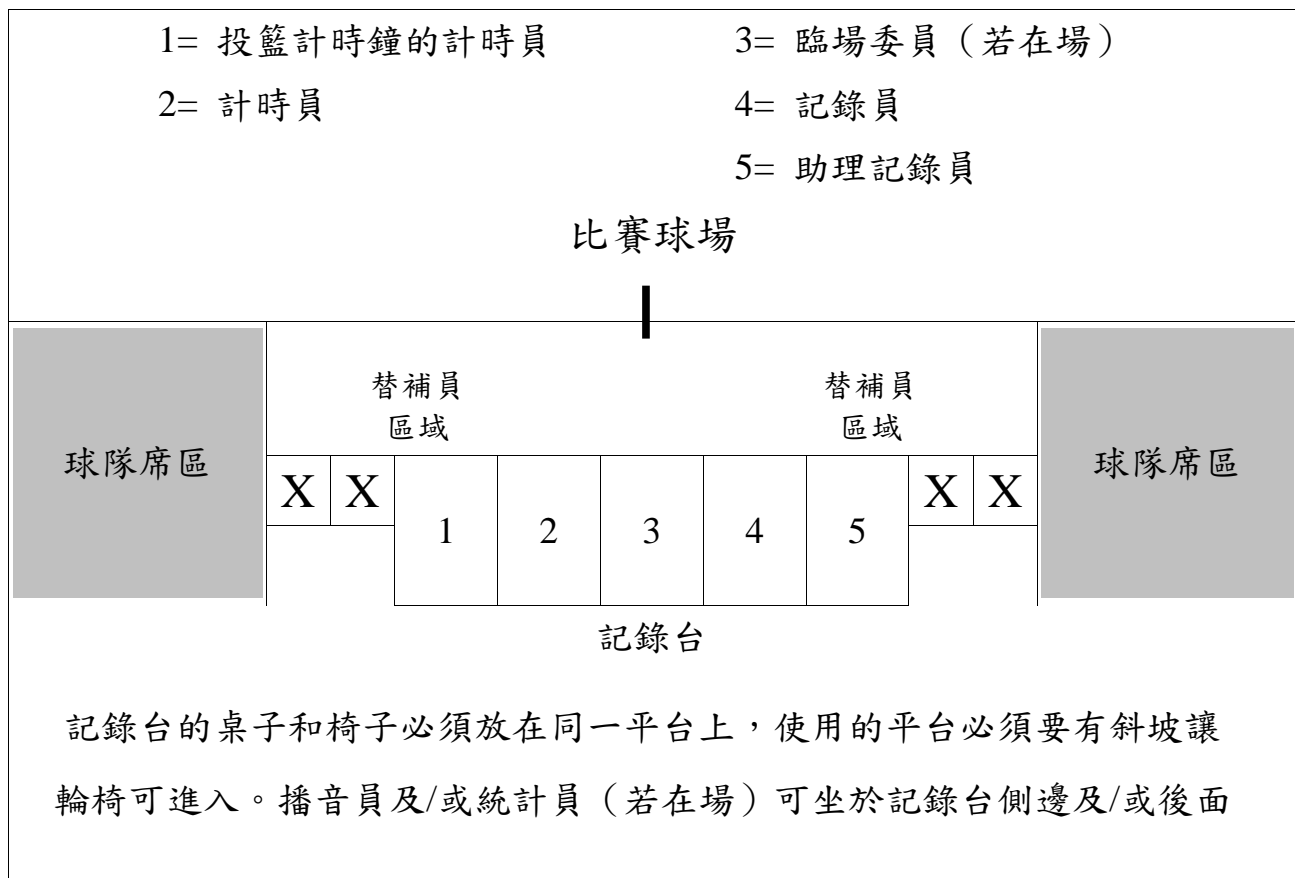 1= 投籃計時鐘的計時員
2= 計時員
3= 臨場委員（若在場）
4= 記錄員
5= 助理記錄員
比賽球場
替補員
區域
替補員
區域
球隊席區
X X 1 2 3 4 5 X X
球隊席區
記錄台
記錄台的桌子和椅子必須放在同一平台上，使用的平台必須要有斜坡讓
輪椅可進入。播音員及/或統計員（若在場）可坐於記錄台側邊及/或後面